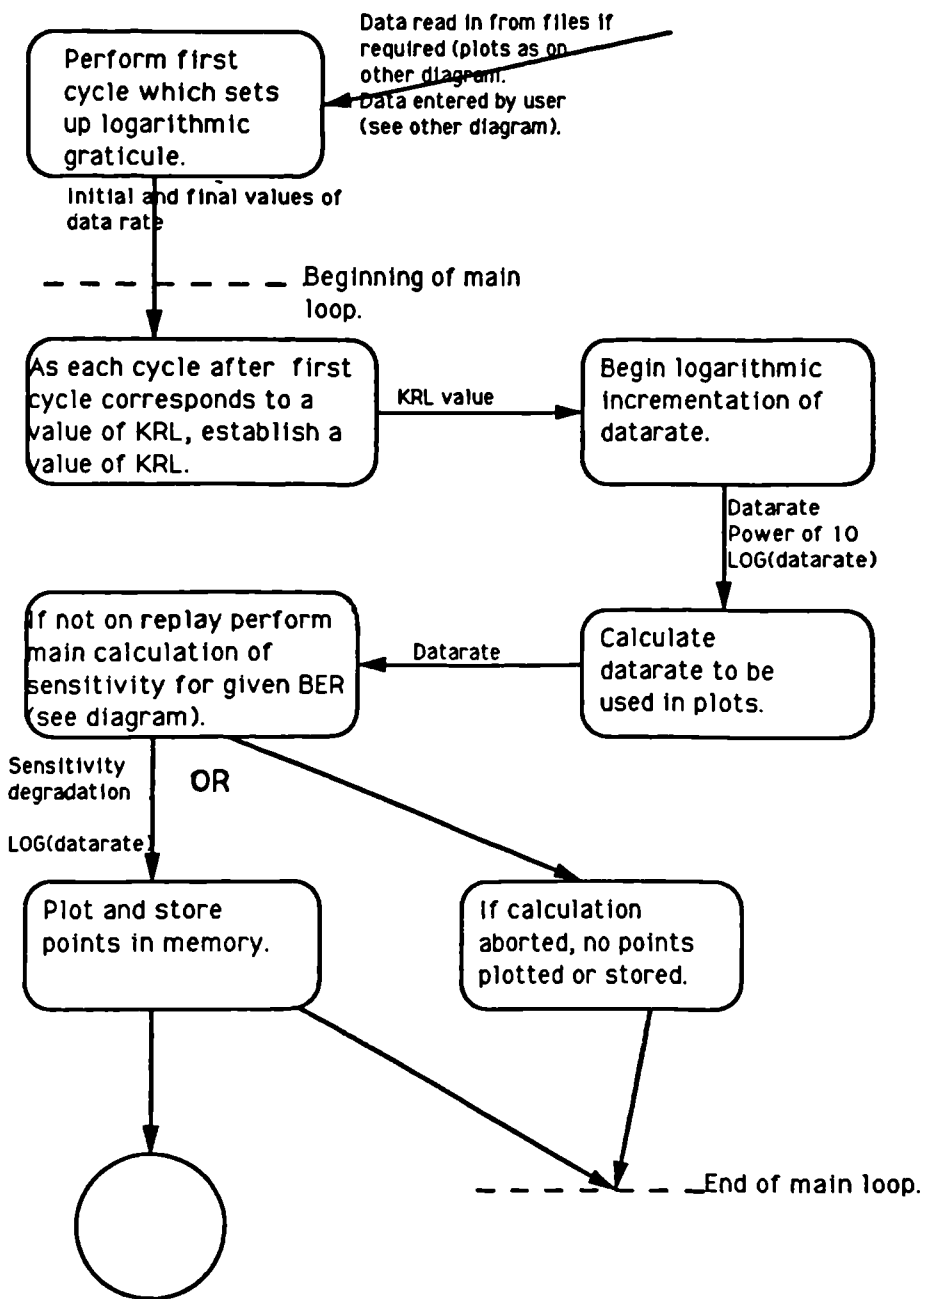 Data read in from files if
required (plots as on
other diagram.
Data entered by user
(see other diagram).
Perform first
cycle which sets
up logarithmic
graticule.
Initial and final values of
data rate
Beginning of main
loop.
As each cycle after first
cycle corresponds to a
value of KRL, establish a
value of KRL.
KRL value
Begin logarithmic
incrementation of
datarate.
Datarate
Power of 10
LOG(datarate)
If not on replay perform
main calculation of
sensitivity for given BER
(see diagram).
Datarate
Calculate
datarate to be
used in plots.
Sensitivity
degradation
OR
LOG(datarate)
Plot and store
points in memory.
If calculation
aborted, no points
plotted or stored.
End of main loop.